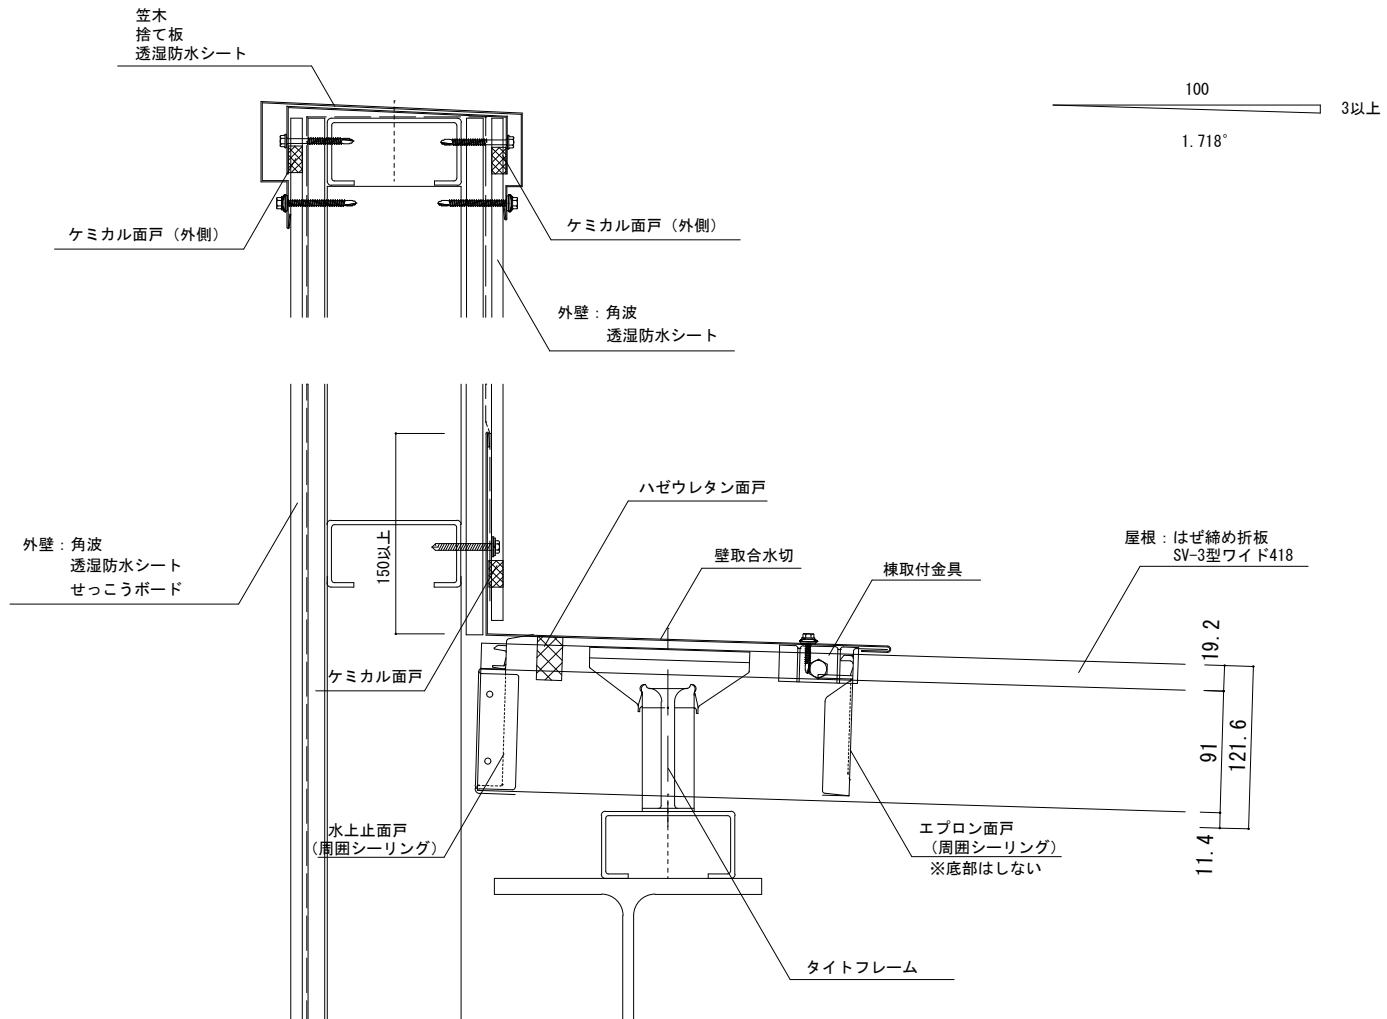 笠木
捨て板
透湿防水シート
100
3以上
1.718°
ケミカル面戸（外側）
ケミカル面戸（外側）
外壁：角波
透湿防水シート
ハゼウレタン面戸
外壁：角波
透湿防水シート
せっこうボード
150以上
壁取合水切
棟取付金具
屋根：はぜ締め折板
SV-3型ワイド418
ケミカル面戸
19.2
91
121.6
11.4
水上止面戸
（周囲シーリング）
エプロン面戸
（周囲シーリング）
※底部はしない
タイトフレーム